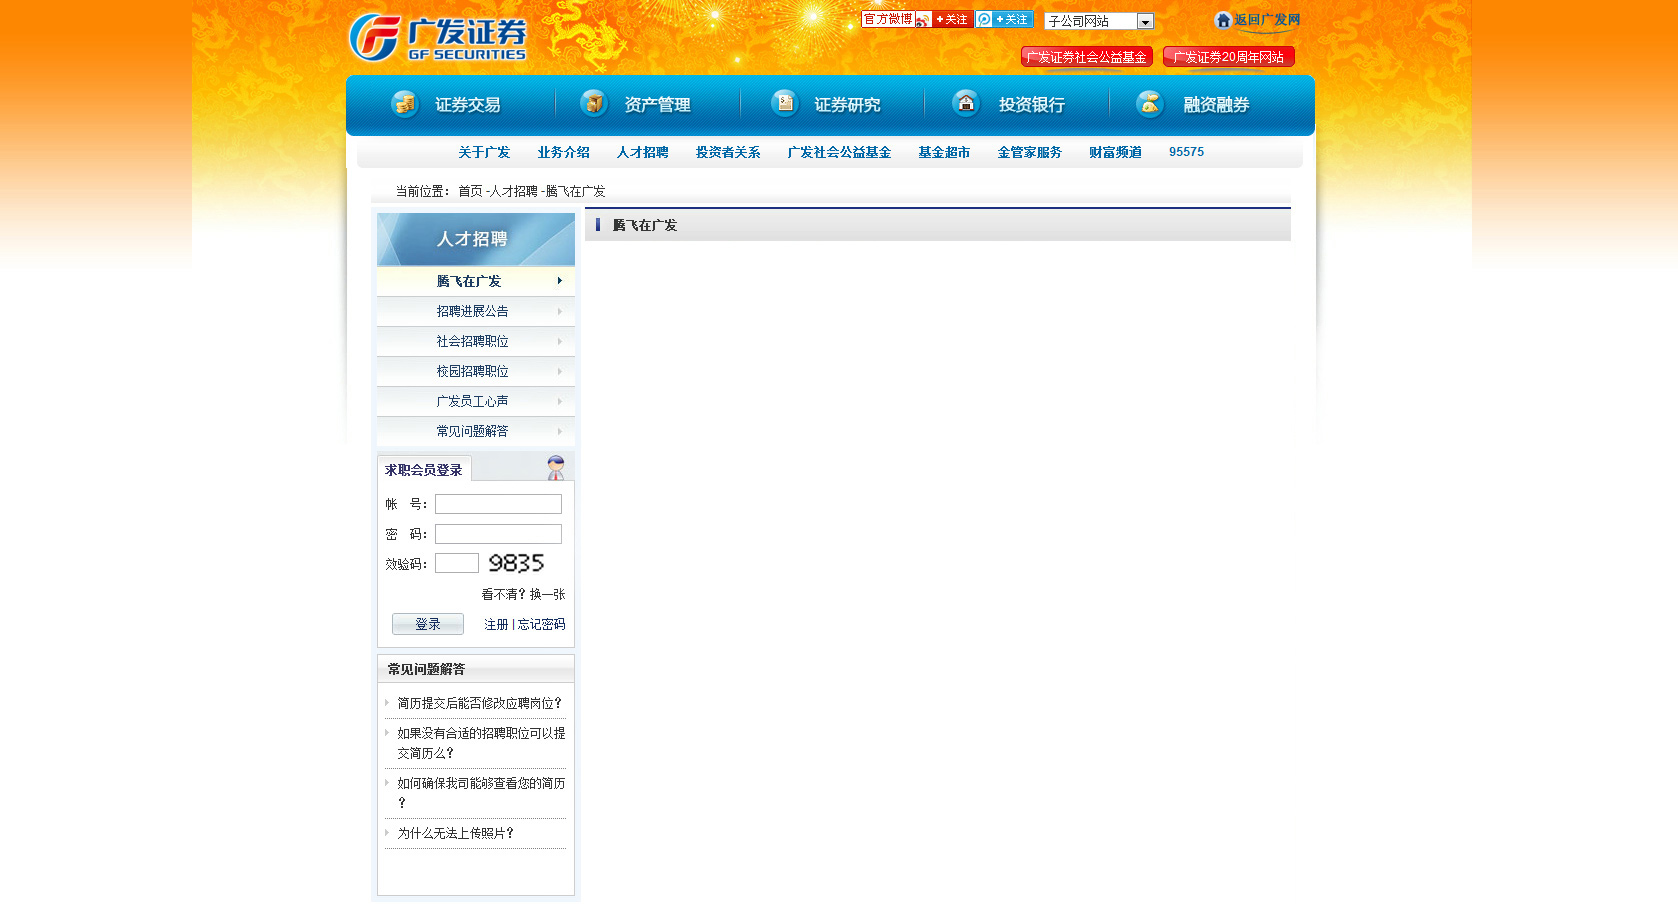 广发证券
GF SECURITIES
官方微博
+关注
+关注
子公司网站
返回广发网
广发证券社会公益基金
广发证券20周年网站
证券交易
资产管理
证券研究
投资银行
融资融券
关于广发
业务介绍
人才招聘
投资者关系
广发社会公益基金
基金超市
金管家服务
财富频道
95575
当前位置： 首页 -人才招聘 -腾飞在广发
人才招聘
腾飞在广发
招聘进展公告
社会招聘职位
校园招聘职位
广发员工心声
常见问题解答
腾飞在广发
求职会员登录
帐 号：
密 码：
效验码：
9835
看不清？换一张
登录
注册 | 忘记密码
常见问题解答
简历提交后能否修改应聘岗位？
如果没有合适的招聘职位可以提
交简历么？
如何确保我司能够查看您的简历
？
为什么无法上传照片？